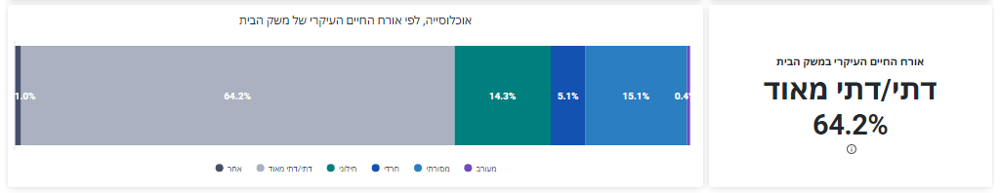 אוכלוסייה, לפי אורח החיים העיקרי של משק הבית
1.0% 64.2% 14.3% 5.1% 15.1% 0.4%
אחר דתי/דתי מאוד חילוני חרדי מסורתי מעורב
אורח החיים העיקרי במשק הבית
דתי/דתי מאוד
64.2%